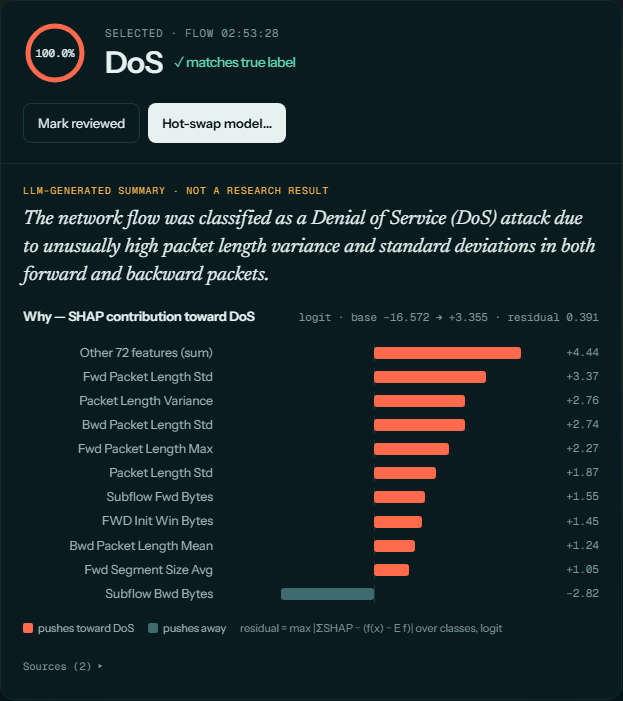 SELECTED · FLOW 02:53:28
100.0%
DoS ✓ matches true label
Mark reviewed
Hot-swap model...
LLM-GENERATED SUMMARY · NOT A RESEARCH RESULT
The network flow was classified as a Denial of Service (DoS) attack due
to unusually high packet length variance and standard deviations in both
forward and backward packets.
Why — SHAP contribution toward DoS
logit · base −16.572 → +3.355 · residual 0.391
Other 72 features (sum) +4.44
Fwd Packet Length Std +3.37
Packet Length Variance +2.76
Bwd Packet Length Std +2.74
Fwd Packet Length Max +2.27
Packet Length Std +1.87
Subflow Fwd Bytes +1.55
FWD Init Win Bytes +1.45
Bwd Packet Length Mean +1.24
Fwd Segment Size Avg +1.05
Subflow Bwd Bytes −2.82
pushes toward DoS pushes away residual = max |ΣSHAP − (f(x) − E f)| over classes, logit
Sources (2) ▸